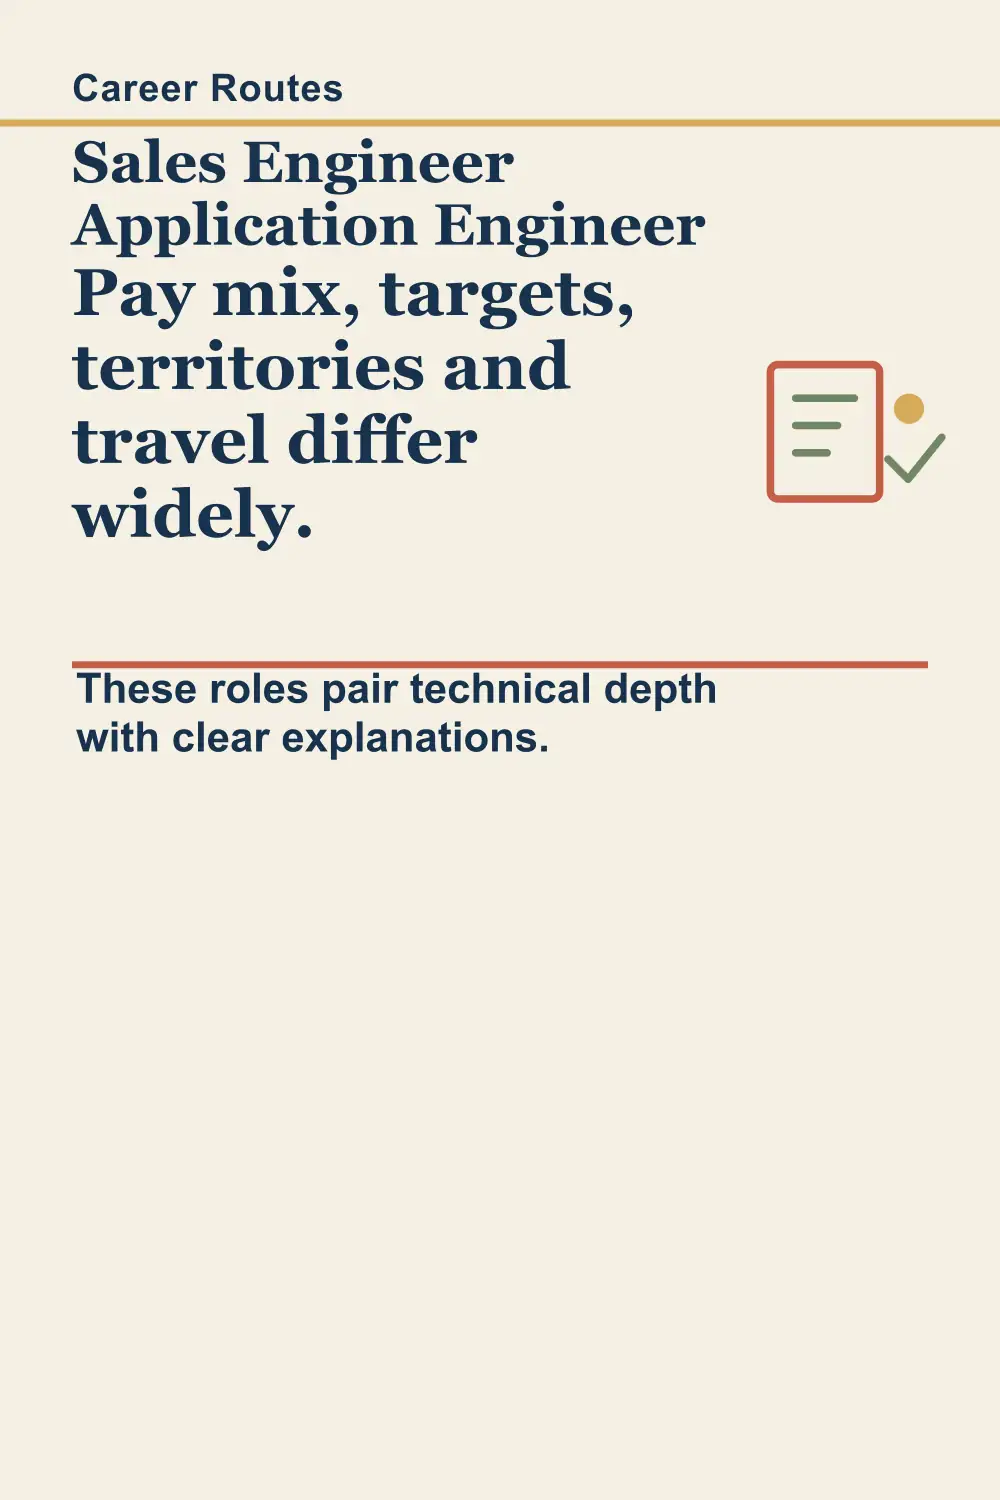 Career Routes
Sales Engineer
Application Engineer
Pay mix, targets,
territories and
travel differ
widely.
These roles pair technical depth
with clear explanations.